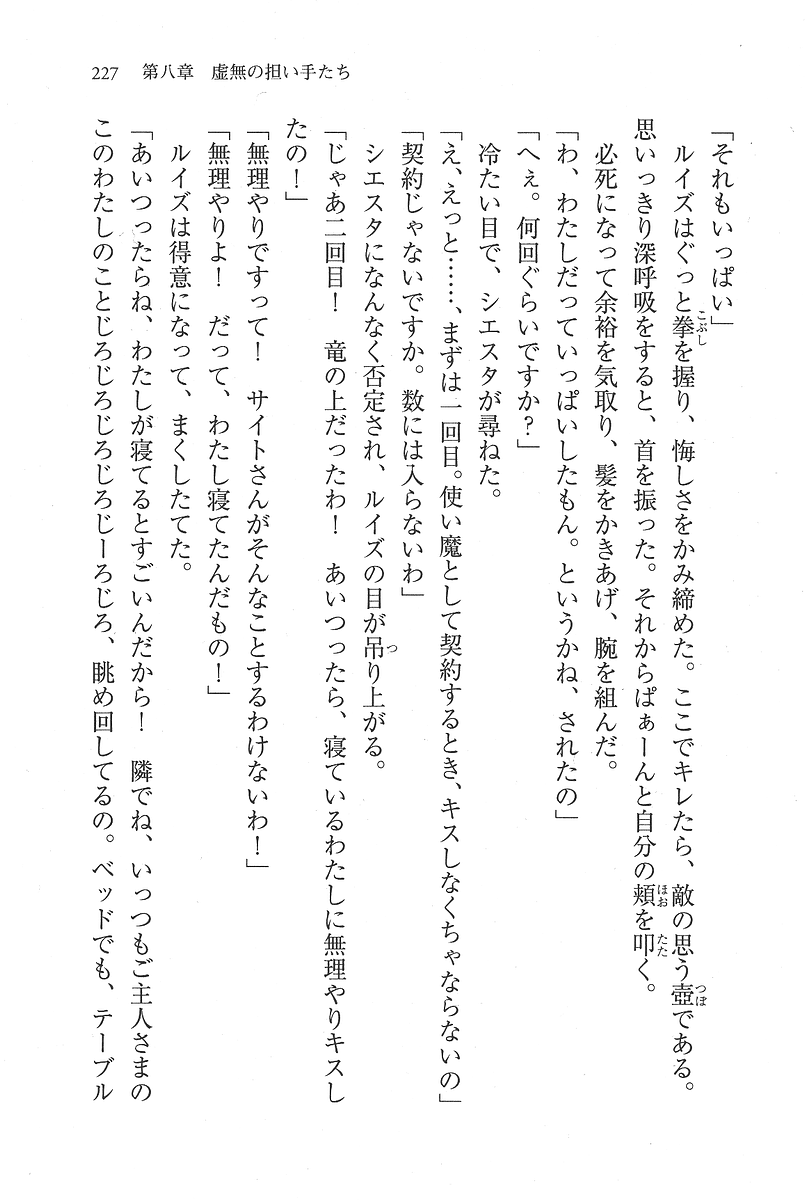 227　第八章　虚無の担い手たち
「それもいっぱい」
　ルイズはぐっと拳を握り、悔しさをかみ締めた。ここでキレたら、敵の思う壺である。
思いっきり深呼吸をすると、首を振った。それからぱぁーんと自分の頬を叩く。
　必死になって余裕を気取り、髪をかきあげ、腕を組んだ。
「わ、わたしだっていっぱいしたもん。というかね、されたの」
「へぇ。何回ぐらいですか？」
　冷たい目で、シエスタが尋ねた。
「え、えっと……、まずは一回目。使い魔として契約するとき、キスしなくちゃならないの」
「契約じゃないですか。数には入らないわ」
　シエスタになんなく否定され、ルイズの目が吊り上がる。
「じゃあ二回目！　竜の上だったわ！　あいつったら、寝ているわたしに無理やりキスし
たの！」
「無理やりですって！　サイトさんがそんなことするわけないわ！」
「無理やりよ！　だって、わたし寝てたんだもの！」
　ルイズは得意になって、まくしたてた。
「あいつったらね、わたしが寝てるとすごいんだから！　隣でね、いっつもご主人さまの
このわたしのことじろじろじろじろじーろじろ、眺め回してるの。ベッドでも、テーブル